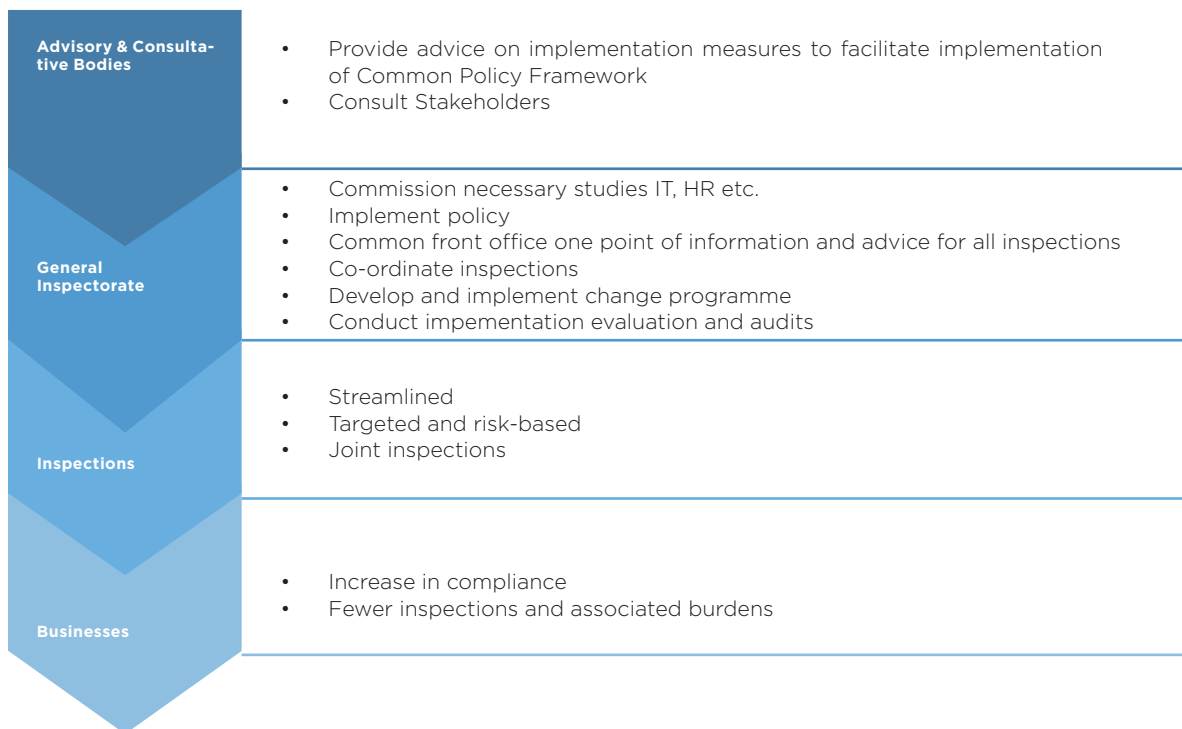 Advisory & Consulta-
tive Bodies
• Provide advice on implementation measures to facilitate implementation
of Common Policy Framework
• Consult Stakeholders
General
Inspectorate
• Commission necessary studies IT, HR etc.
• Implement policy
• Common front office one point of information and advice for all inspections
• Co-ordinate inspections
• Develop and implement change programme
• Conduct impementation evaluation and audits
Inspections
• Streamlined
• Targeted and risk-based
• Joint inspections
Businesses
• Increase in compliance
• Fewer inspections and associated burdens